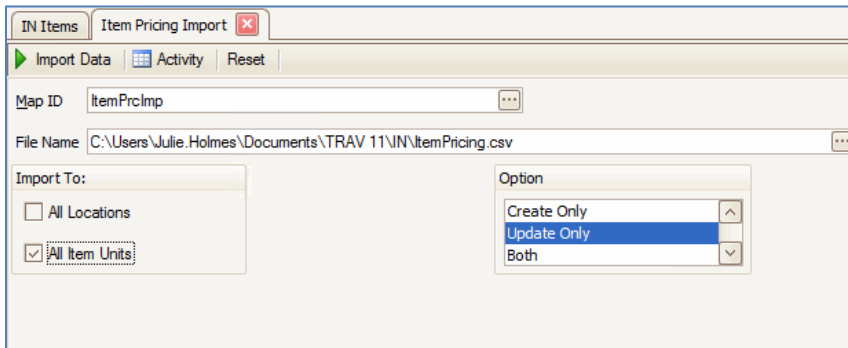 IN Items Item Pricing Import
Import Data Activity Reset
Map ID ItemPrcImp ...
File Name C:\Users\Julie.Holmes\Documents\TRAV 11\IN\ItemPricing.csv ...
Import To: Option
All Locations Create Only
Update Only
All Item Units Both